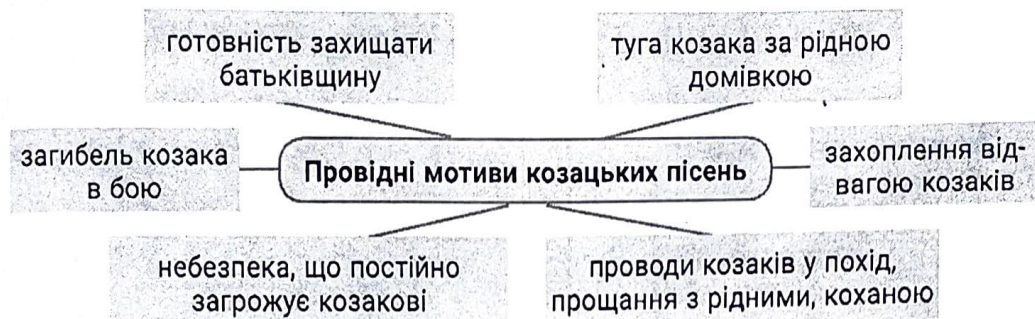 готовність захищати
батьківщину
туга козака за рідною
домівкою
загибель козака
в бою
Провідні мотиви козацьких пісень
захоплення від-
вагою козаків
небезпека, що постійно
загрожує козакові
проводи козаків у похід,
прощання з рідними, коханою